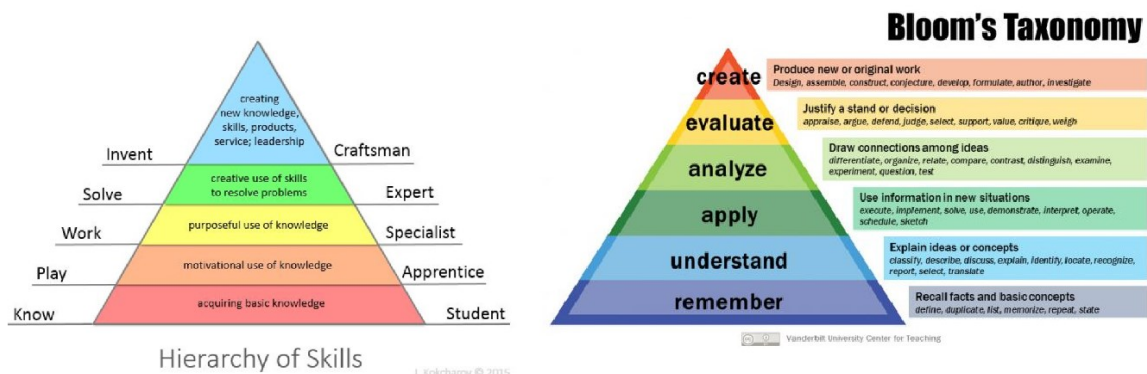 creating
new knowledge,
skills, products,
service; leadership
Invent
Craftsman
creative use of skills
to resolve problems
Solve
Expert
purposeful use of knowledge
Work
Specialist
motivational use of knowledge
Play
Apprentice
acquiring basic knowledge
Know
Student
Hierarchy of Skills
© 2015
Bloom's Taxonomy
create
Produce new or original work
Design, assemble, construct, conjecture, develop, formulate, author, investigate
evaluate
Justify a stand or decision
appraise, argue, defend, judge, select, support, value, critique, weigh
analyze
Draw connections among ideas
differentiate, organize, relate, compare, contrast, distinguish, examine,
experiment, question, test
apply
Use information in new situations
execute, implement, solve, use, demonstrate, interpret, operate,
schedule, sketch
understand
Explain ideas or concepts
classify, describe, discuss, explain, identify, locate, recognize,
report, select, translate
remember
Recall facts and basic concepts
define, duplicate, list, memorize, repeat, state
Vanderbilt University Center for Teaching